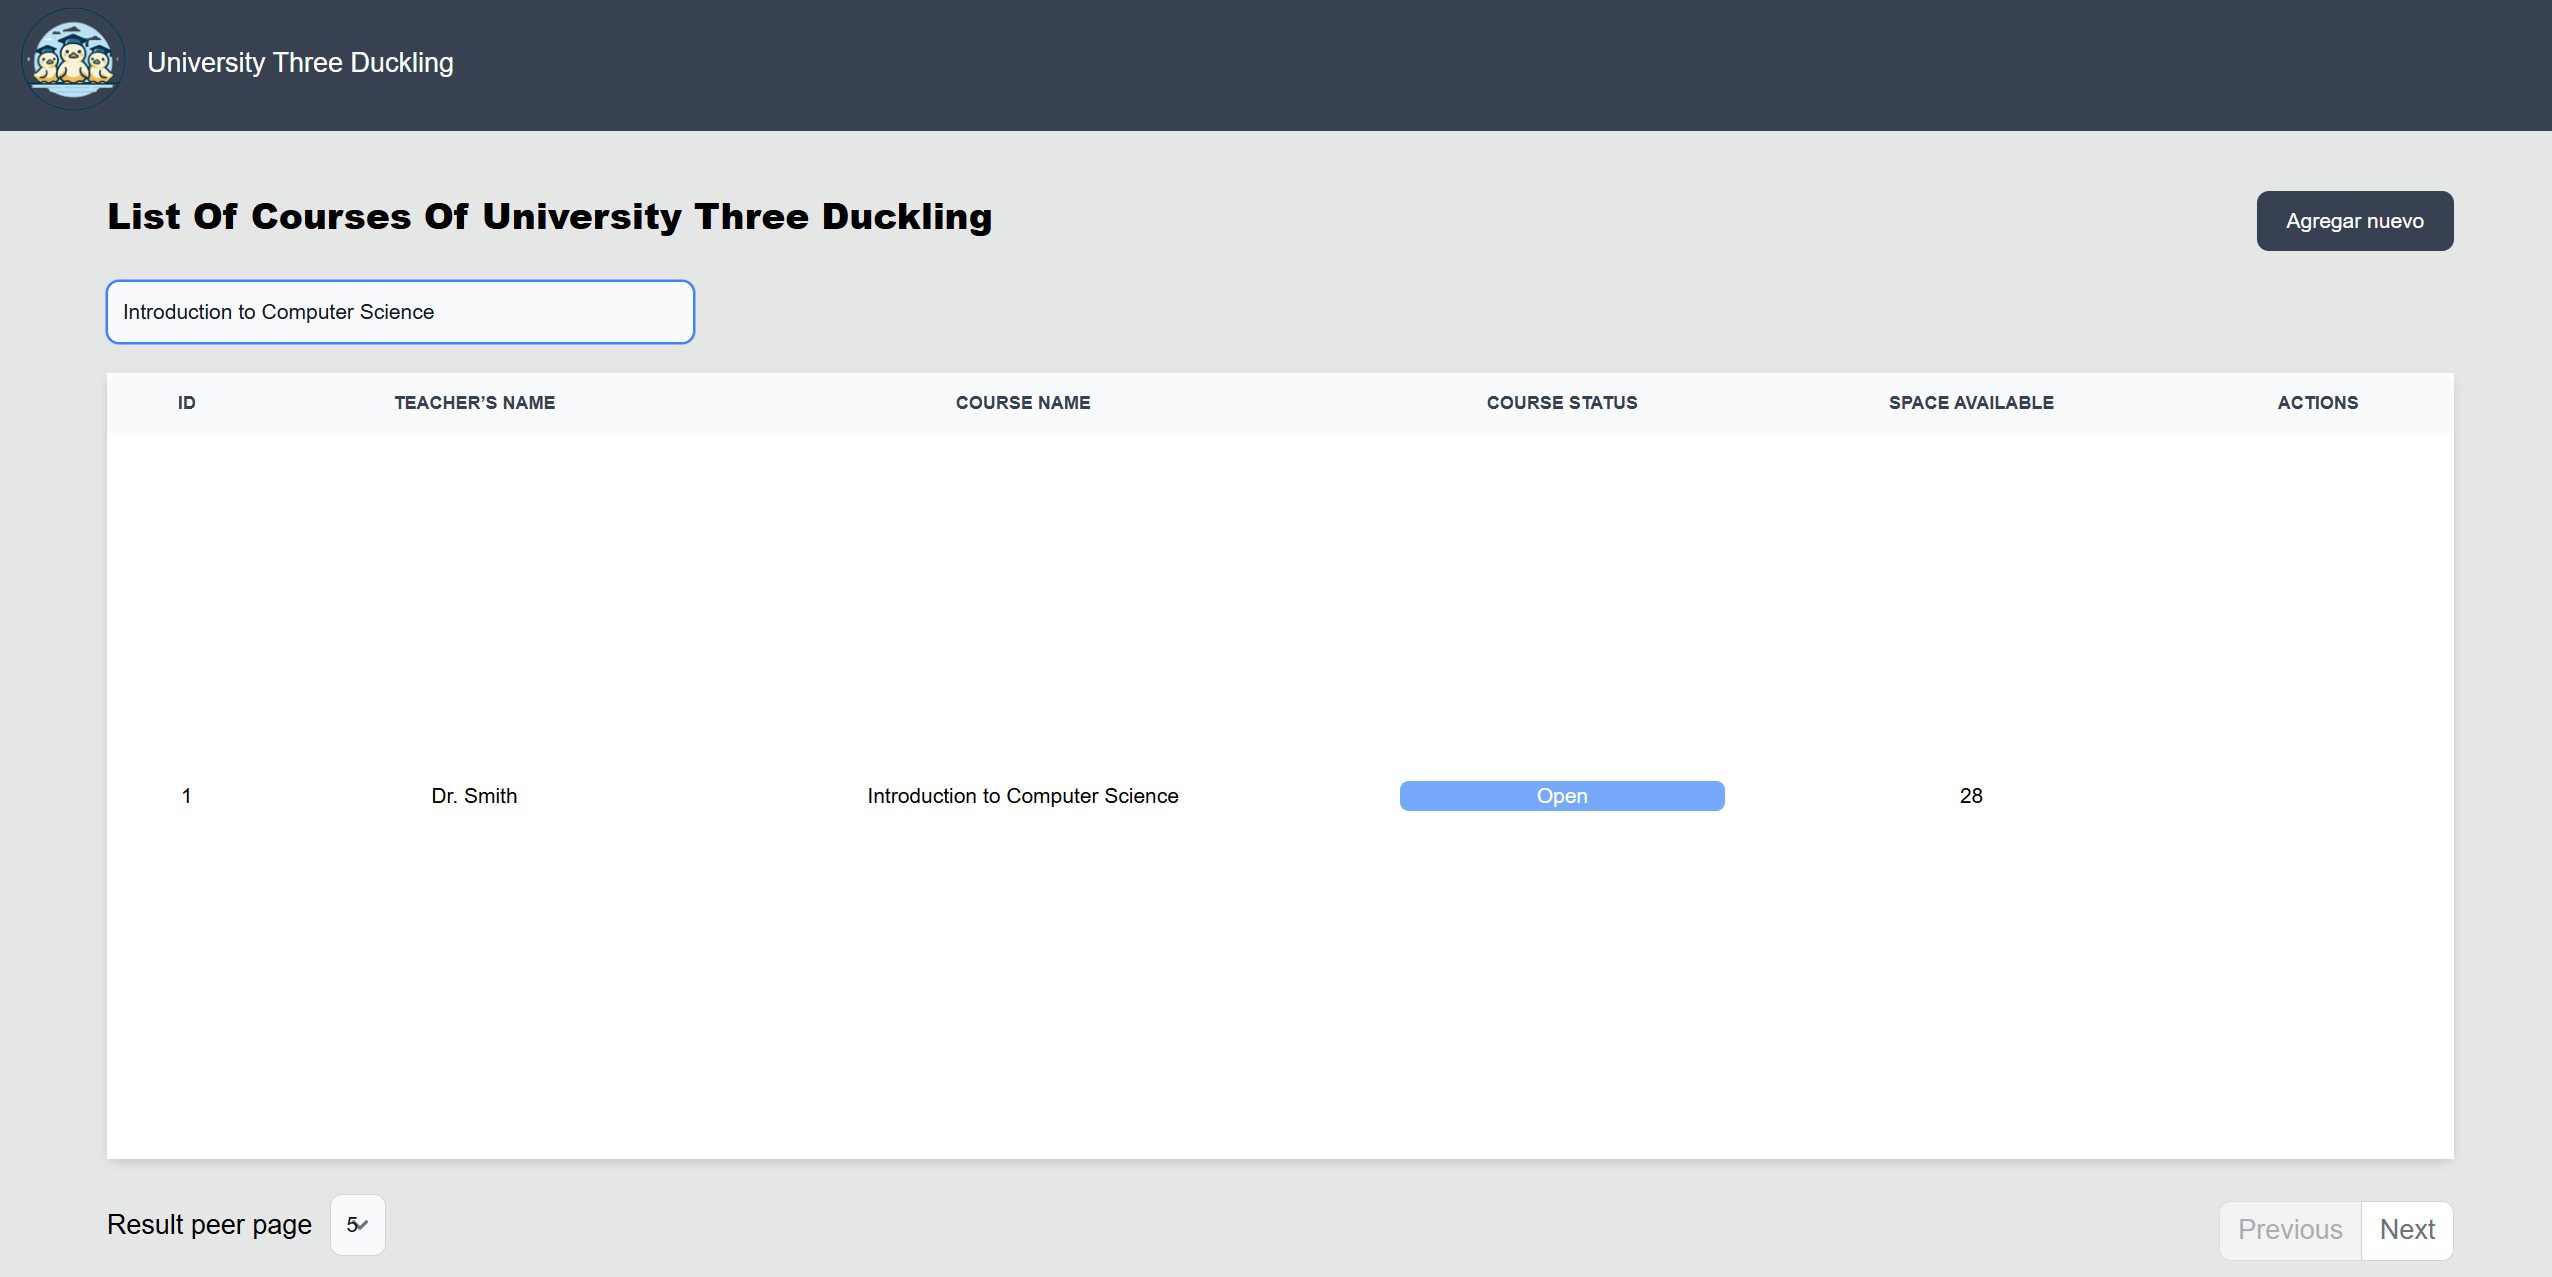 University Three Duckling
List Of Courses Of University Three Duckling
Agregar nuevo
Introduction to Computer Science
ID TEACHER’S NAME COURSE NAME COURSE STATUS SPACE AVAILABLE ACTIONS
1 Dr. Smith Introduction to Computer Science Open 28
Result peer page 5
Previous Next